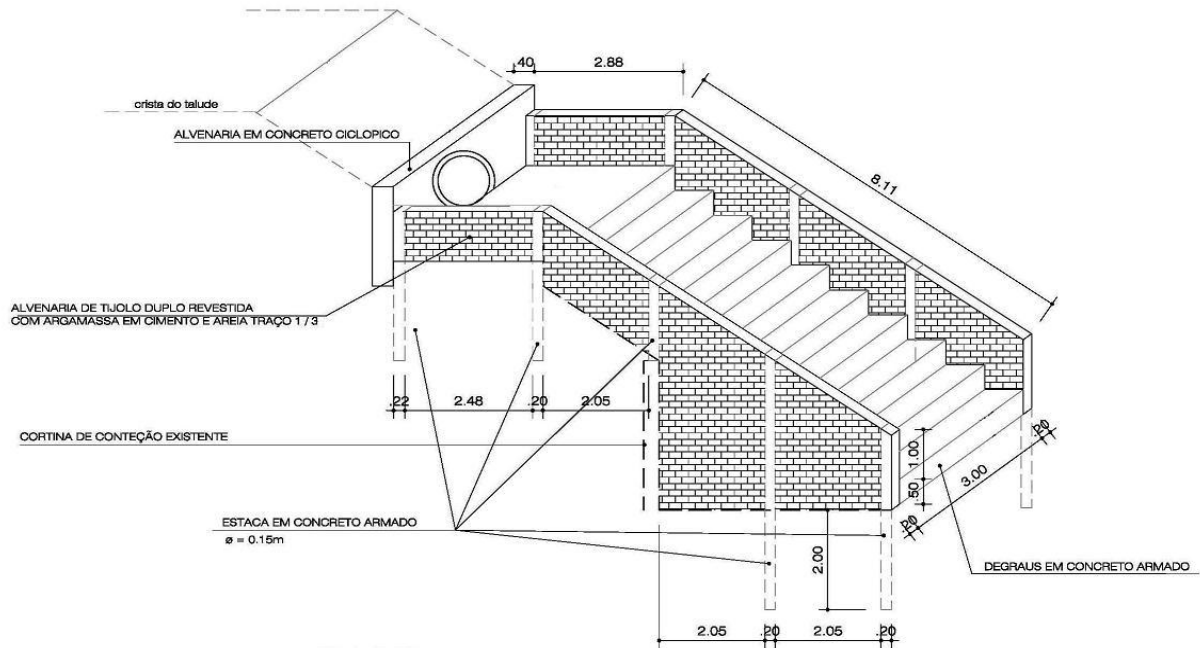 .40
2.88
crista do talude
ALVENARIA EM CONCRETO CICLOPICO
8.11
ALVENARIA DE TIJOLO DUPLO REVESTIDA
COM ARGAMASSA EM CIMENTO E AREIA TRAÇO 1 / 3
.22
2.48
.20
2.05
CORTINA DE CONTEÇÃO EXISTENTE
1.00
.50
.20
3.00
.20
ESTACA EM CONCRETO ARMADO
ø = 0.15m
2.00
DEGRAUS EM CONCRETO ARMADO
2.05
.20
2.05
.20